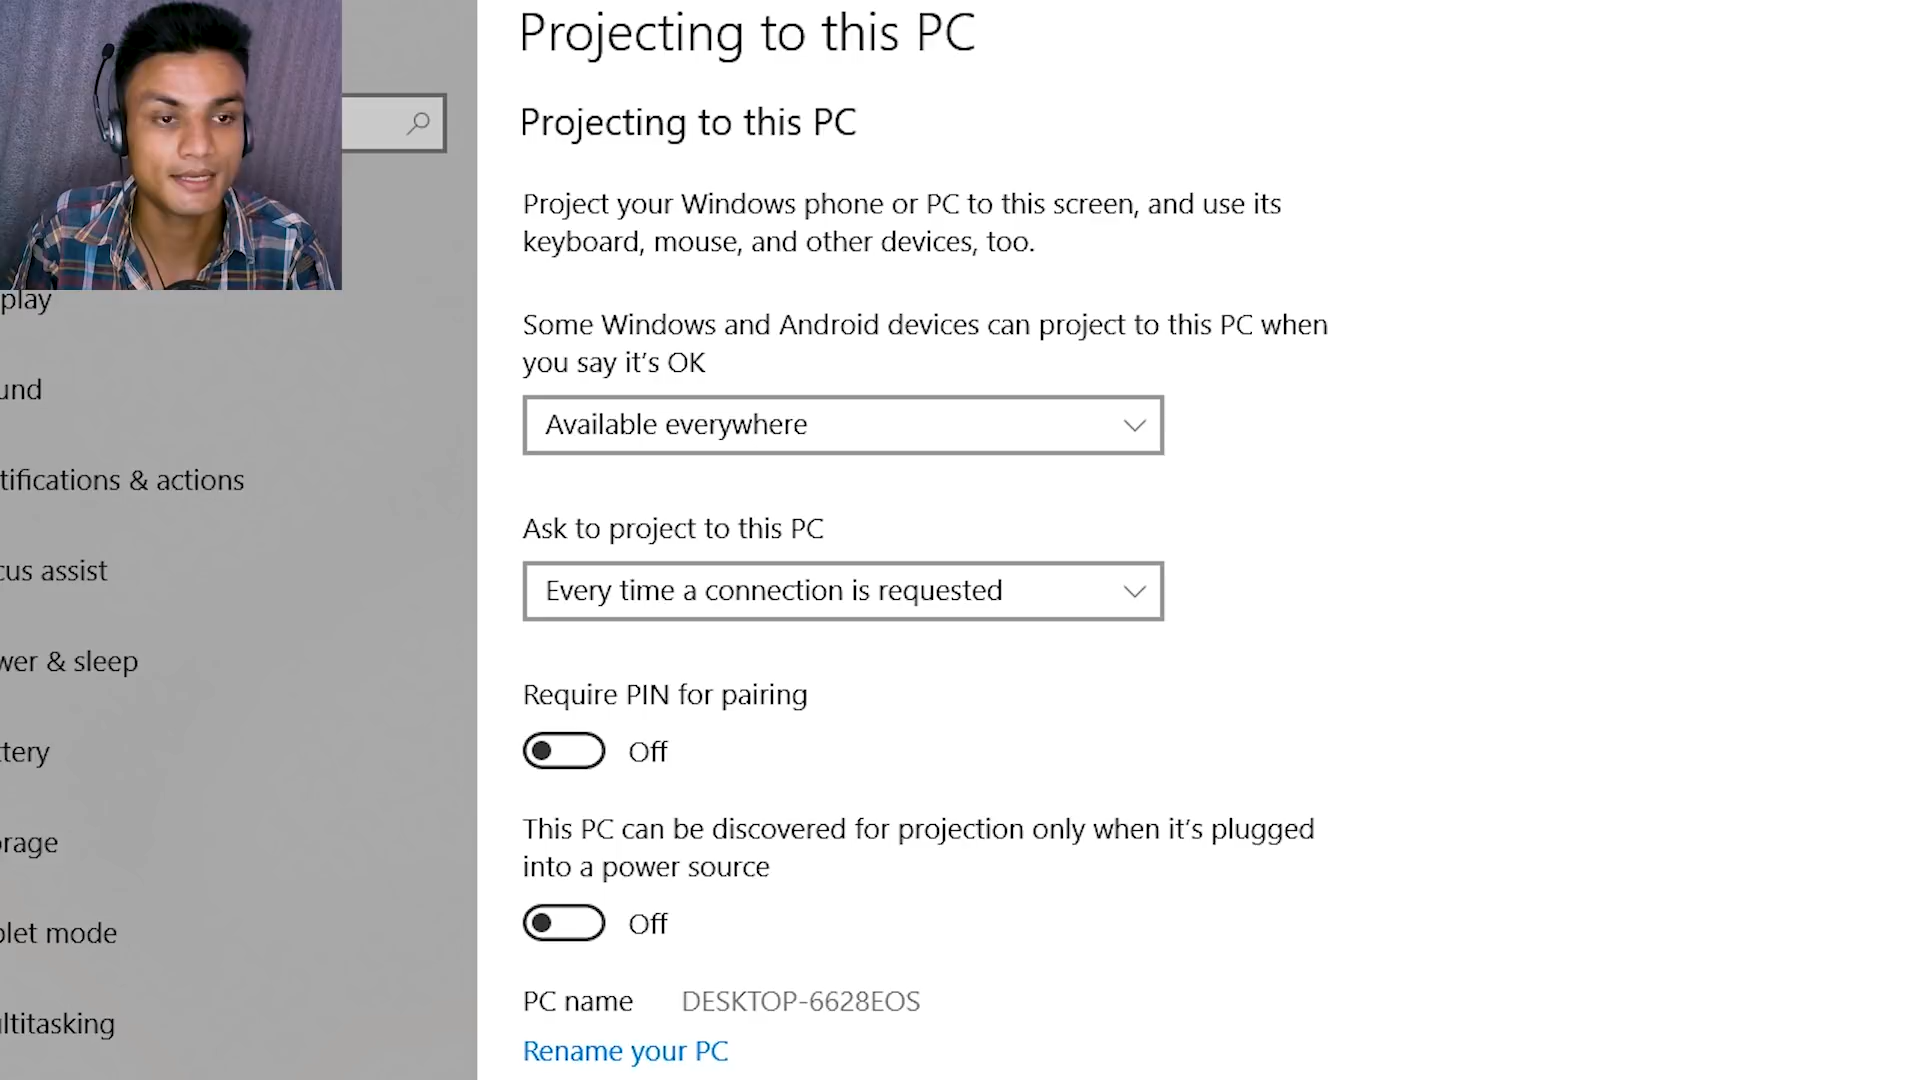 Projecting to this PC
Projecting to this PC
Project your Windows phone or PC to this screen, and use its
keyboard, mouse, and other devices, too.
Some Windows and Android devices can project to this PC when
you say it’s OK
Available everywhere
Ask to project to this PC
Every time a connection is requested
Require PIN for pairing
Off
This PC can be discovered for projection only when it’s plugged
into a power source
Off
PC name DESKTOP-6628EOS
Rename your PC
play
und
tifications & actions
cus assist
wer & sleep
ttery
orage
blet mode
ultitasking